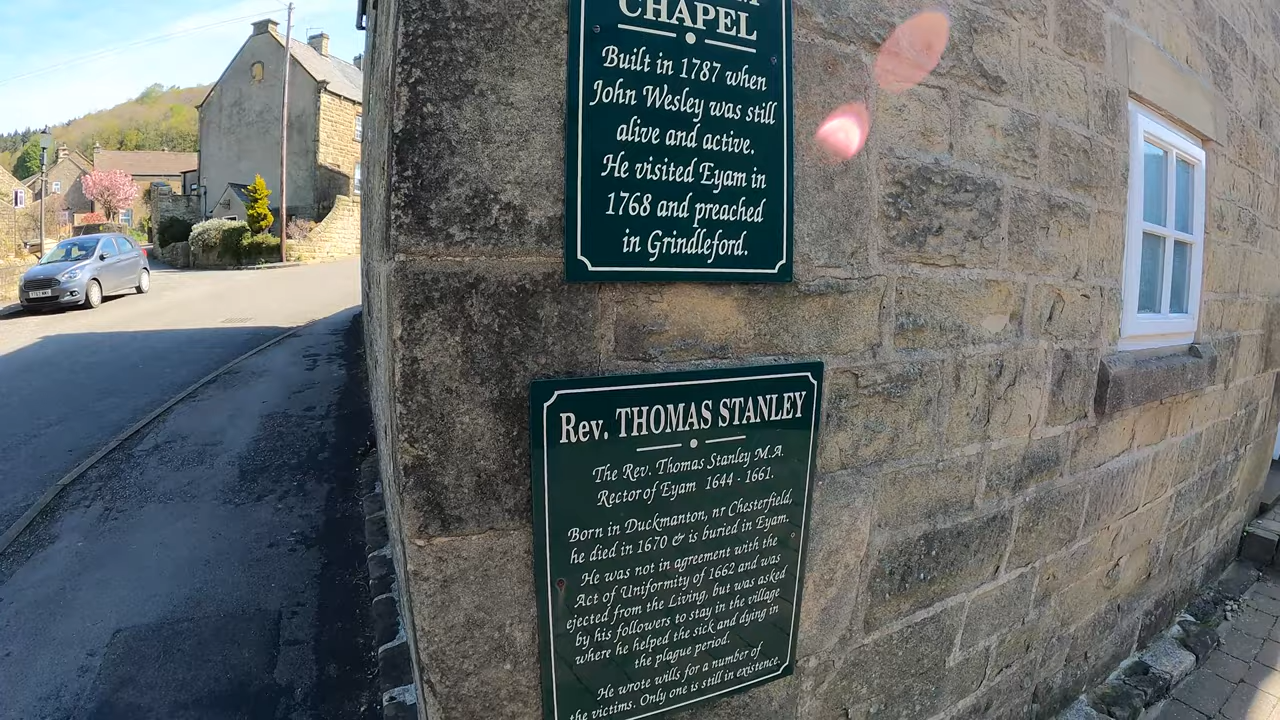 CHAPEL
Built in 1787 when
John Wesley was still
alive and active.
He visited Eyam in
1768 and preached
in Grindleford.
Rev. THOMAS STANLEY
The Rev. Thomas Stanley M.A.
Rector of Eyam 1644 - 1661.
Born in Duckmanton, nr Chesterfield,
he died in 1670 & is buried in Eyam.
He was not in agreement with the
Act of Uniformity of 1662 and was
ejected from the Living, but was asked
by his followers to stay in the village
where he helped the sick and dying in
the plague period.
He wrote wills for a number of
the victims. Only one is still in existence.